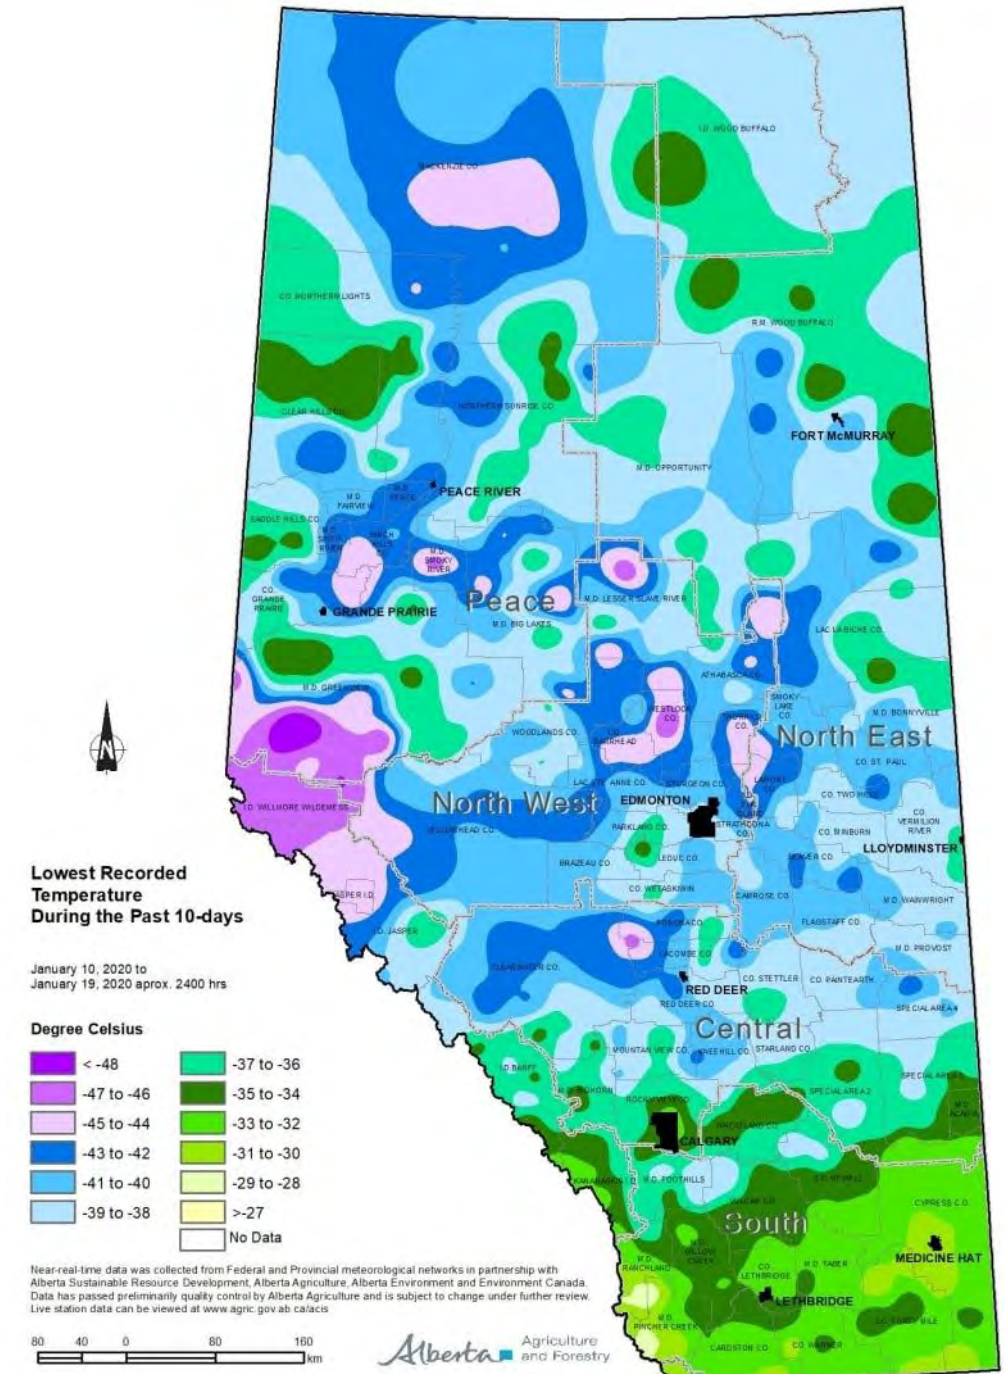 I.D. WOOD BUFFALO
MACKENZIE CO.
CO. NORTHERN LIGHTS
R.M. WOOD BUFFALO
CLEAR HILLS CO.
NORTHERN SUNRISE CO.
FORT McMURRAY
M.D. OPPORTUNITY
M.D. PEACE
PEACE RIVER
M.D. FAIRVIEW
SADDLE HILLS CO.
M.D. SPIRIT RIVER
BIRCH HILLS
M.D. SMOKY RIVER
CO. GRANDE PRAIRIE
GRANDE PRAIRIE
Peace
M.D. LESSER SLAVE RIVER
M.D. BIG LAKES
LAC LA BICHE CO.
M.D. GREENVIEW
ATHABASCA CO.
SMOKY LAKE CO.
M.D. BONNYVILLE
WESTLOCK CO.
THORHILD CO.
WOODLANDS CO.
CO. BARRHEAD
North East
CO. ST. PAUL
LAC STE. ANNE CO.
STURGEON CO.
LAMONT CO.
CO. TWO HILLS
I.D. WILLMORE WILDERNESS
North West
EDMONTON
CO. VERMILION RIVER
YELLOWHEAD CO.
PARKLAND CO.
STRATHCONA CO.
CO. MINBURN
LLOYDMINSTER
BRAZEAU CO.
LEDUC CO.
BEAVER CO.
CO. WETASKIWIN
CAMROSE CO.
M.D. WAINWRIGHT
JASPER I.D.
I.D. JASPER
PONOKA CO.
FLAGSTAFF CO.
M.D. PROVOST
CLEARWATER CO.
LACOMBE CO.
RED DEER
CO. STETTLER
CO. PAINTEARTH
RED DEER CO.
SPECIAL AREA 4
Central
MOUNTAIN VIEW CO.
KNEEHILL CO.
STARLAND CO.
I.D. BANFF
M.D. BIGHORN
SPECIAL AREA 2
SPECIAL AREA 3
ROCKY VIEW CO.
WHEATLAND CO.
M.D. ACADIA
CALGARY
KANANASKIS I.D.
M.D. FOOTHILLS
CO. NEWELL
VULCAN CO.
CYPRESS CO.
South
M.D. WILLOW CREEK
M.D. RANCHLAND
CO. LETHBRIDGE
M.D. TABER
MEDICINE HAT
LETHBRIDGE
M.D. PINCHER CREEK
CO. FORTY MILE
CARDSTON CO.
CO. WARNER
N
Lowest Recorded
Temperature
During the Past 10-days
January 10, 2020 to
January 19, 2020 aprox. 2400 hrs
Degree Celsius
< -48
-47 to -46
-45 to -44
-43 to -42
-41 to -40
-39 to -38
-37 to -36
-35 to -34
-33 to -32
-31 to -30
-29 to -28
>-27
No Data
Near-real-time data was collected from Federal and Provincial meteorological networks in partnership with
Alberta Sustainable Resource Development, Alberta Agriculture, Alberta Environment and Environment Canada.
Data has passed preliminarily quality control by Alberta Agriculture and is subject to change under further review.
Live station data can be viewed at www.agric.gov.ab.ca/acis
80 40 0 80 160
km
Alberta Agriculture
and Forestry